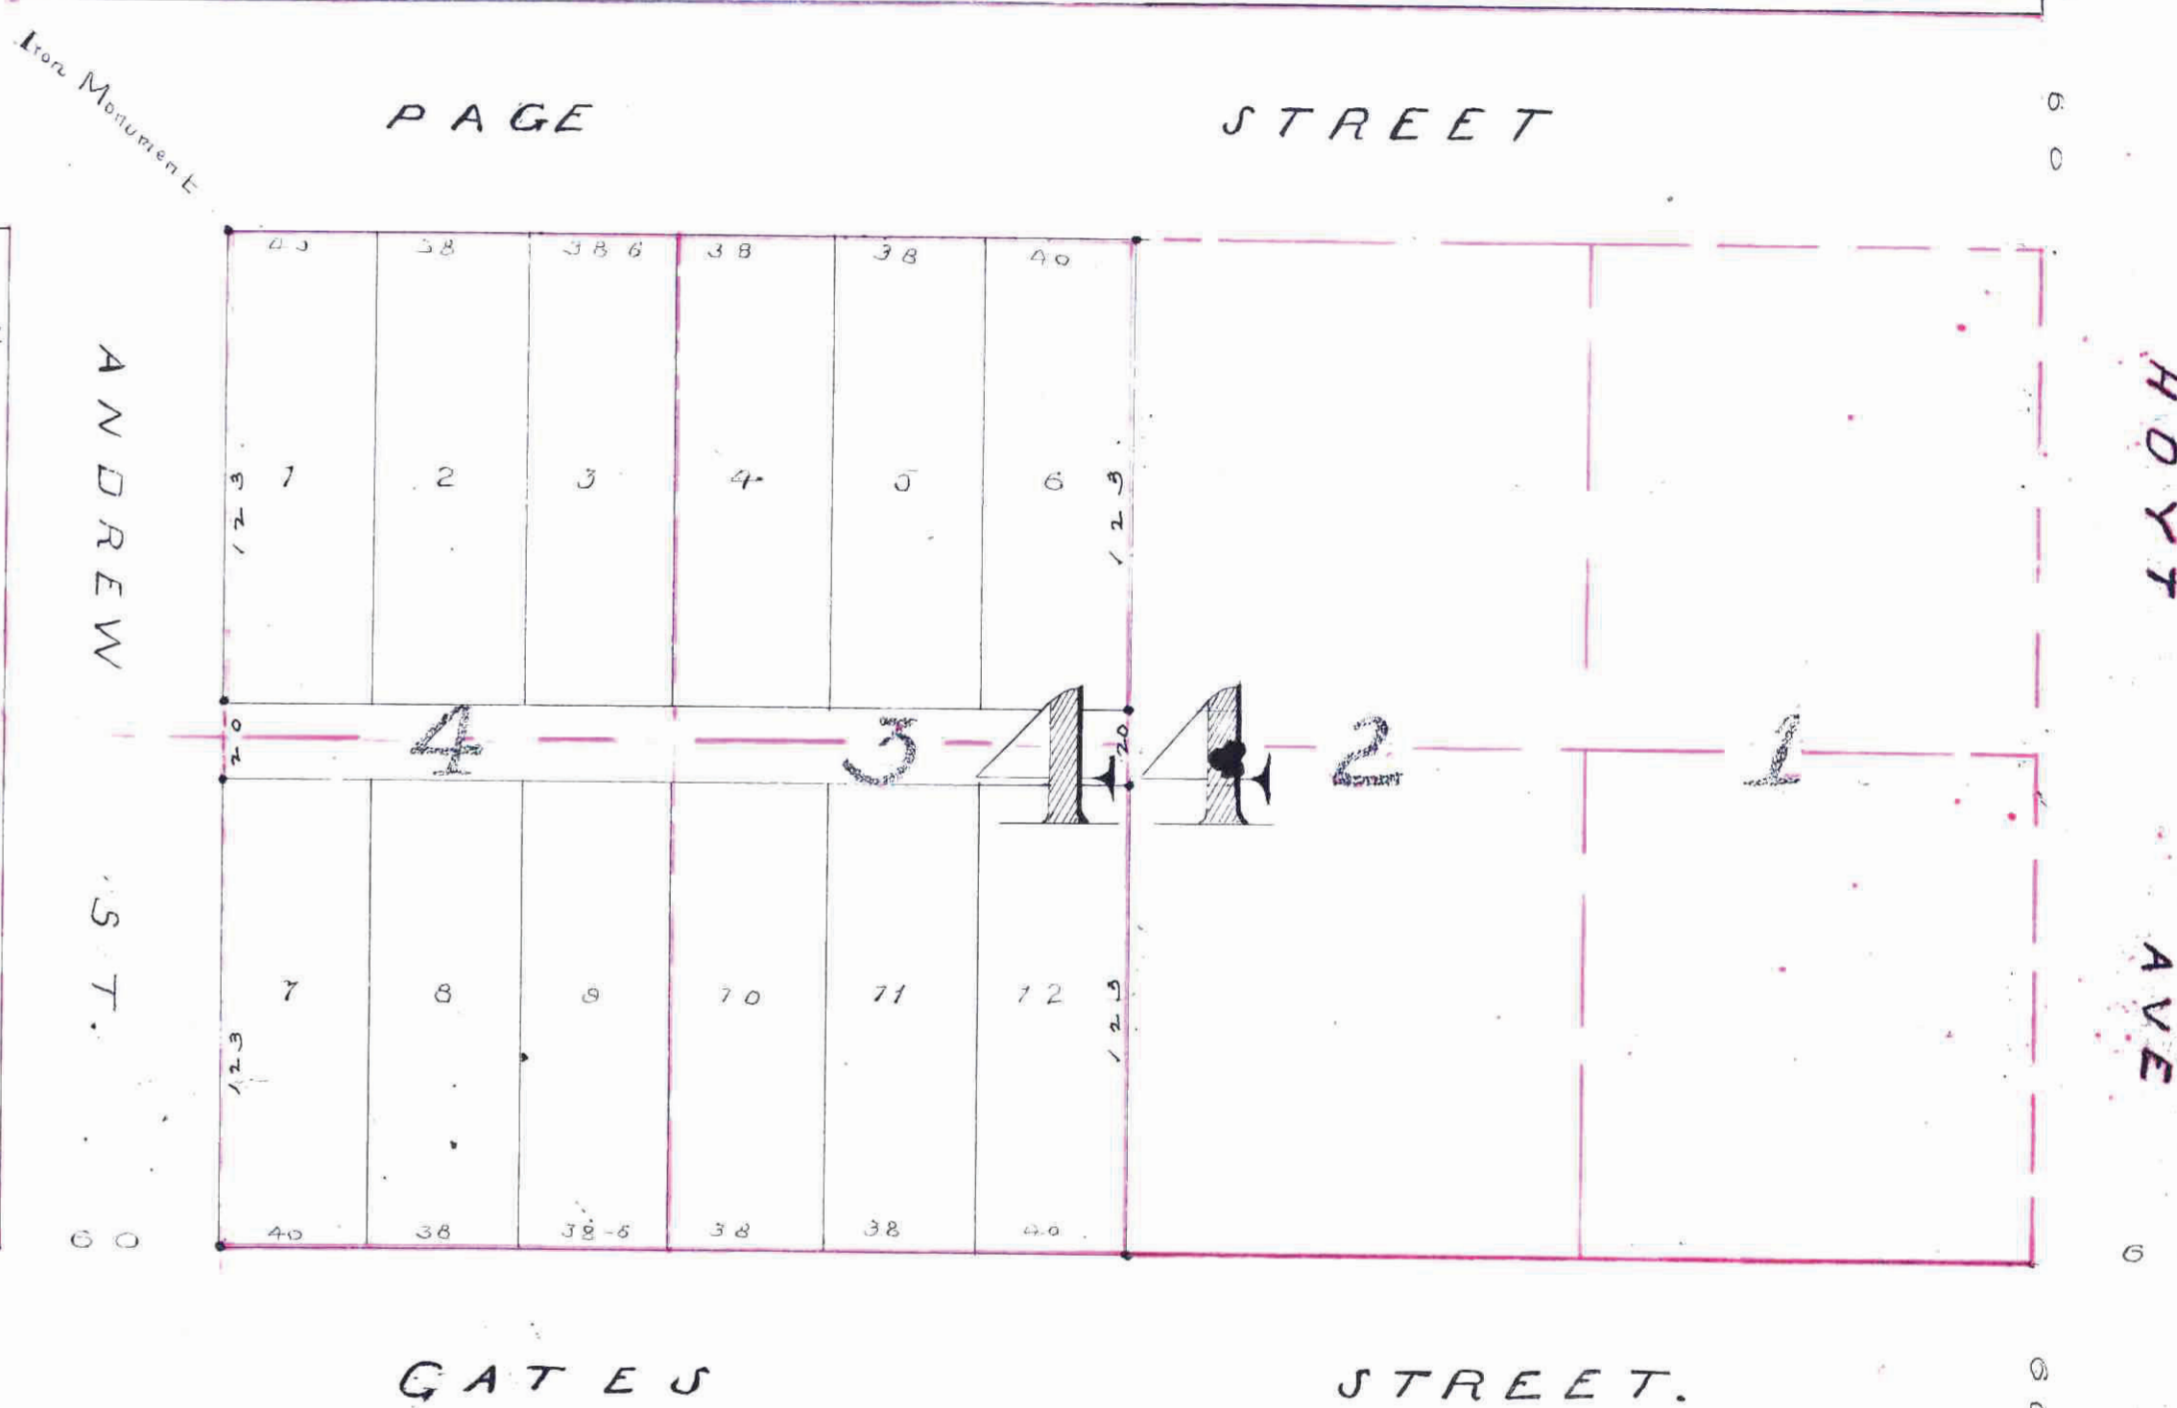 Iron Monument
PAGE STREET
60
40 38 38 6 38 38 40
ANDREW ST.
60
123 1 2 3 4 5 6 123
HOYT AVE
20 4 3 4 20 4 2 1
123 7 8 9 10 11 12 123
40 38 38-6 38 38 40
GATES STREET.